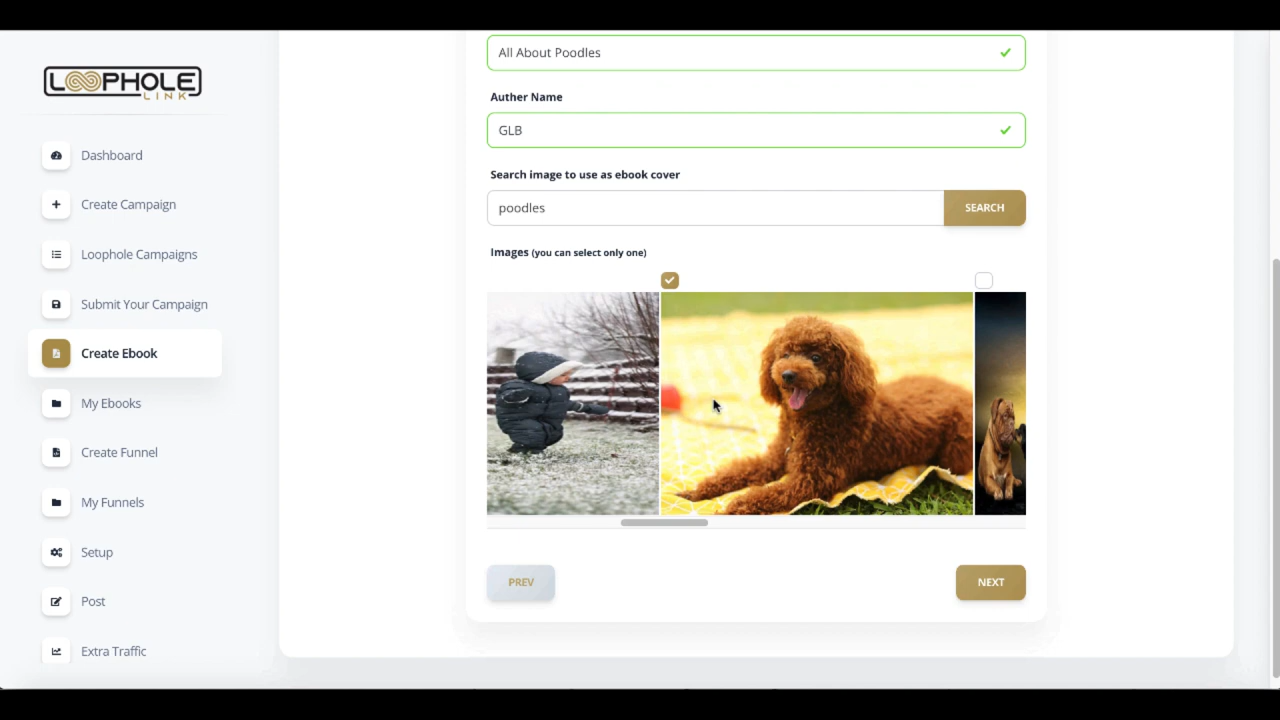 LOOPHOLE
LINK
Dashboard
Create Campaign
Loophole Campaigns
Submit Your Campaign
Create Ebook
My Ebooks
Create Funnel
My Funnels
Setup
Post
Extra Traffic
All About Poodles
Auther Name
GLB
Search image to use as ebook cover
poodles
SEARCH
Images (you can select only one)
PREV
NEXT